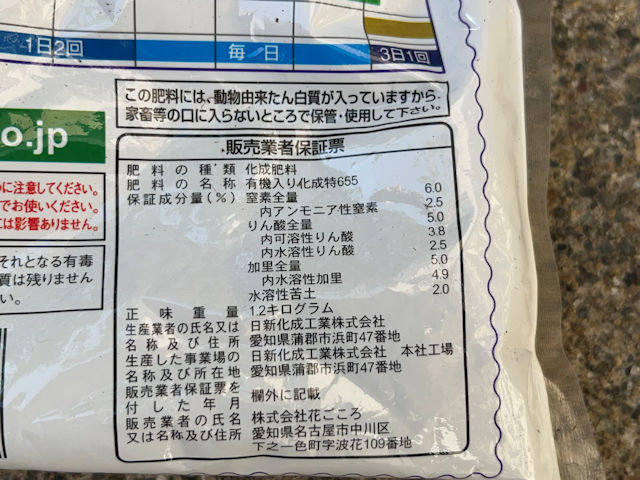 1日2回
毎日
3日1回
この肥料には、動物由来たん白質が入っていますから、
家畜等の口に入らないところで保管・使用して下さい。
o.jp
に注意してください。
でお使いください。
には影響ありません。
それとなる有毒
質は残りません
い。
販売業者保証票
肥料の種類 化成肥料
肥料の名称 有機入り化成特655
保証成分量(%) 窒素全量 6.0
内アンモニア性窒素 2.5
りん酸全量 5.0
内可溶性りん酸 3.8
内水溶性りん酸 2.5
加里全量 5.0
内水溶性加里 4.9
水溶性苦土 2.0
正味重量 1.2キログラム
生産業者の氏名又は 日新化成工業株式会社
名称及び住所 愛知県蒲郡市浜町47番地
生産した事業場の 日新化成工業株式会社 本社工場
名称及び所在地 愛知県蒲郡市浜町47番地
販売業者保証票を 欄外に記載
付した年月
販売業者の氏名 株式会社花ごころ
又は名称及び住所 愛知県名古屋市中川区
下之一色町字波花109番地